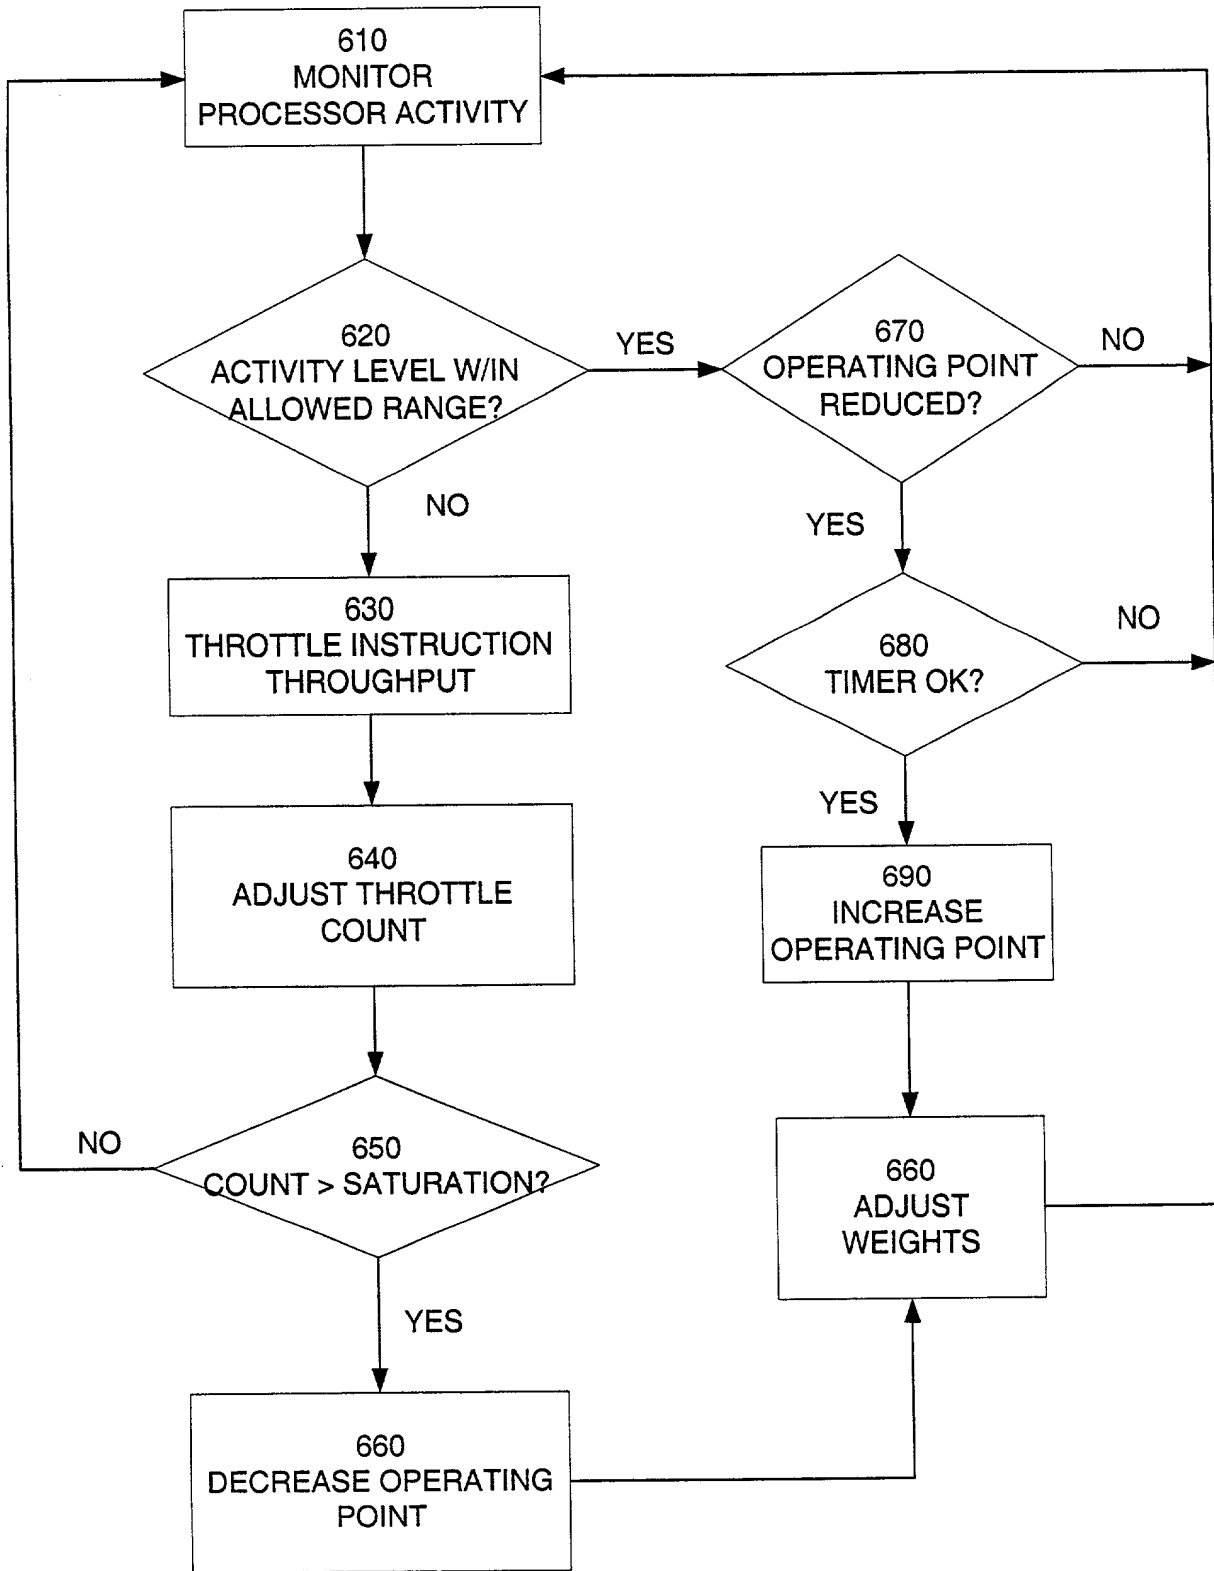 610
MONITOR
PROCESSOR ACTIVITY
620
ACTIVITY LEVEL W/IN
ALLOWED RANGE?
YES
670
OPERATING POINT
REDUCED?
NO
NO
YES
630
THROTTLE INSTRUCTION
THROUGHPUT
680
TIMER OK?
NO
YES
640
ADJUST THROTTLE
COUNT
690
INCREASE
OPERATING POINT
NO
650
COUNT > SATURATION?
660
ADJUST
WEIGHTS
YES
660
DECREASE OPERATING
POINT